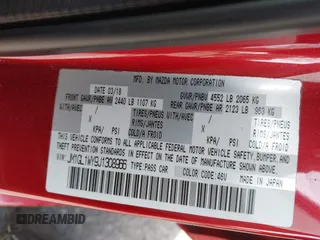 MFD. BY MAZDA MOTOR CORPORATION
DATE 03/18
GVWR/PNBV 4552 LB 2065 KG
FRONT GAWR/PNBE AV 2440 LB 1107 KG
REAR GAWR/PNBE AR 2123 LB 963 KG
TIRES/PNEUS
RIMS/JANTES
KPA/ PSI
COLD/A FROID
TIRES/PNEUS
RIMS/JANTES
KPA/ PSI
COLD/A FROID
THIS VEHICLE CONFORMS TO ALL APPLICABLE FEDERAL MOTOR VEHICLE SAFETY, BUMPER AND THEFT PREVENTION STANDARDS IN EFFECT ON THE DATE OF MANUFACTURE SHOWN ABOVE.
TYPE: PASS CAR
COLOR CODE: 46V
MADE IN JAPAN
DREAMBID